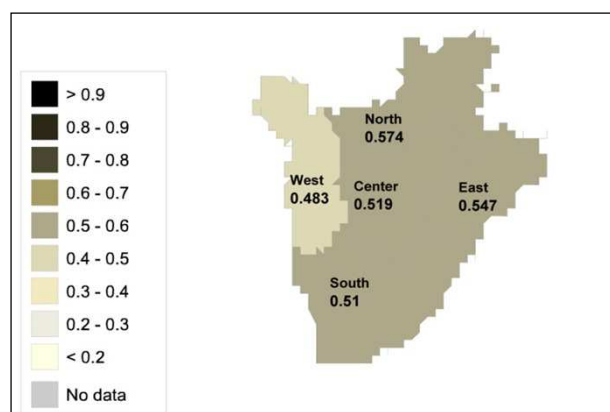 > 0.9
0.8 - 0.9
0.7 - 0.8
0.6 - 0.7
0.5 - 0.6
0.4 - 0.5
0.3 - 0.4
0.2 - 0.3
< 0.2
No data
North
0.574
West
0.483
Center
0.519
East
0.547
South
0.51